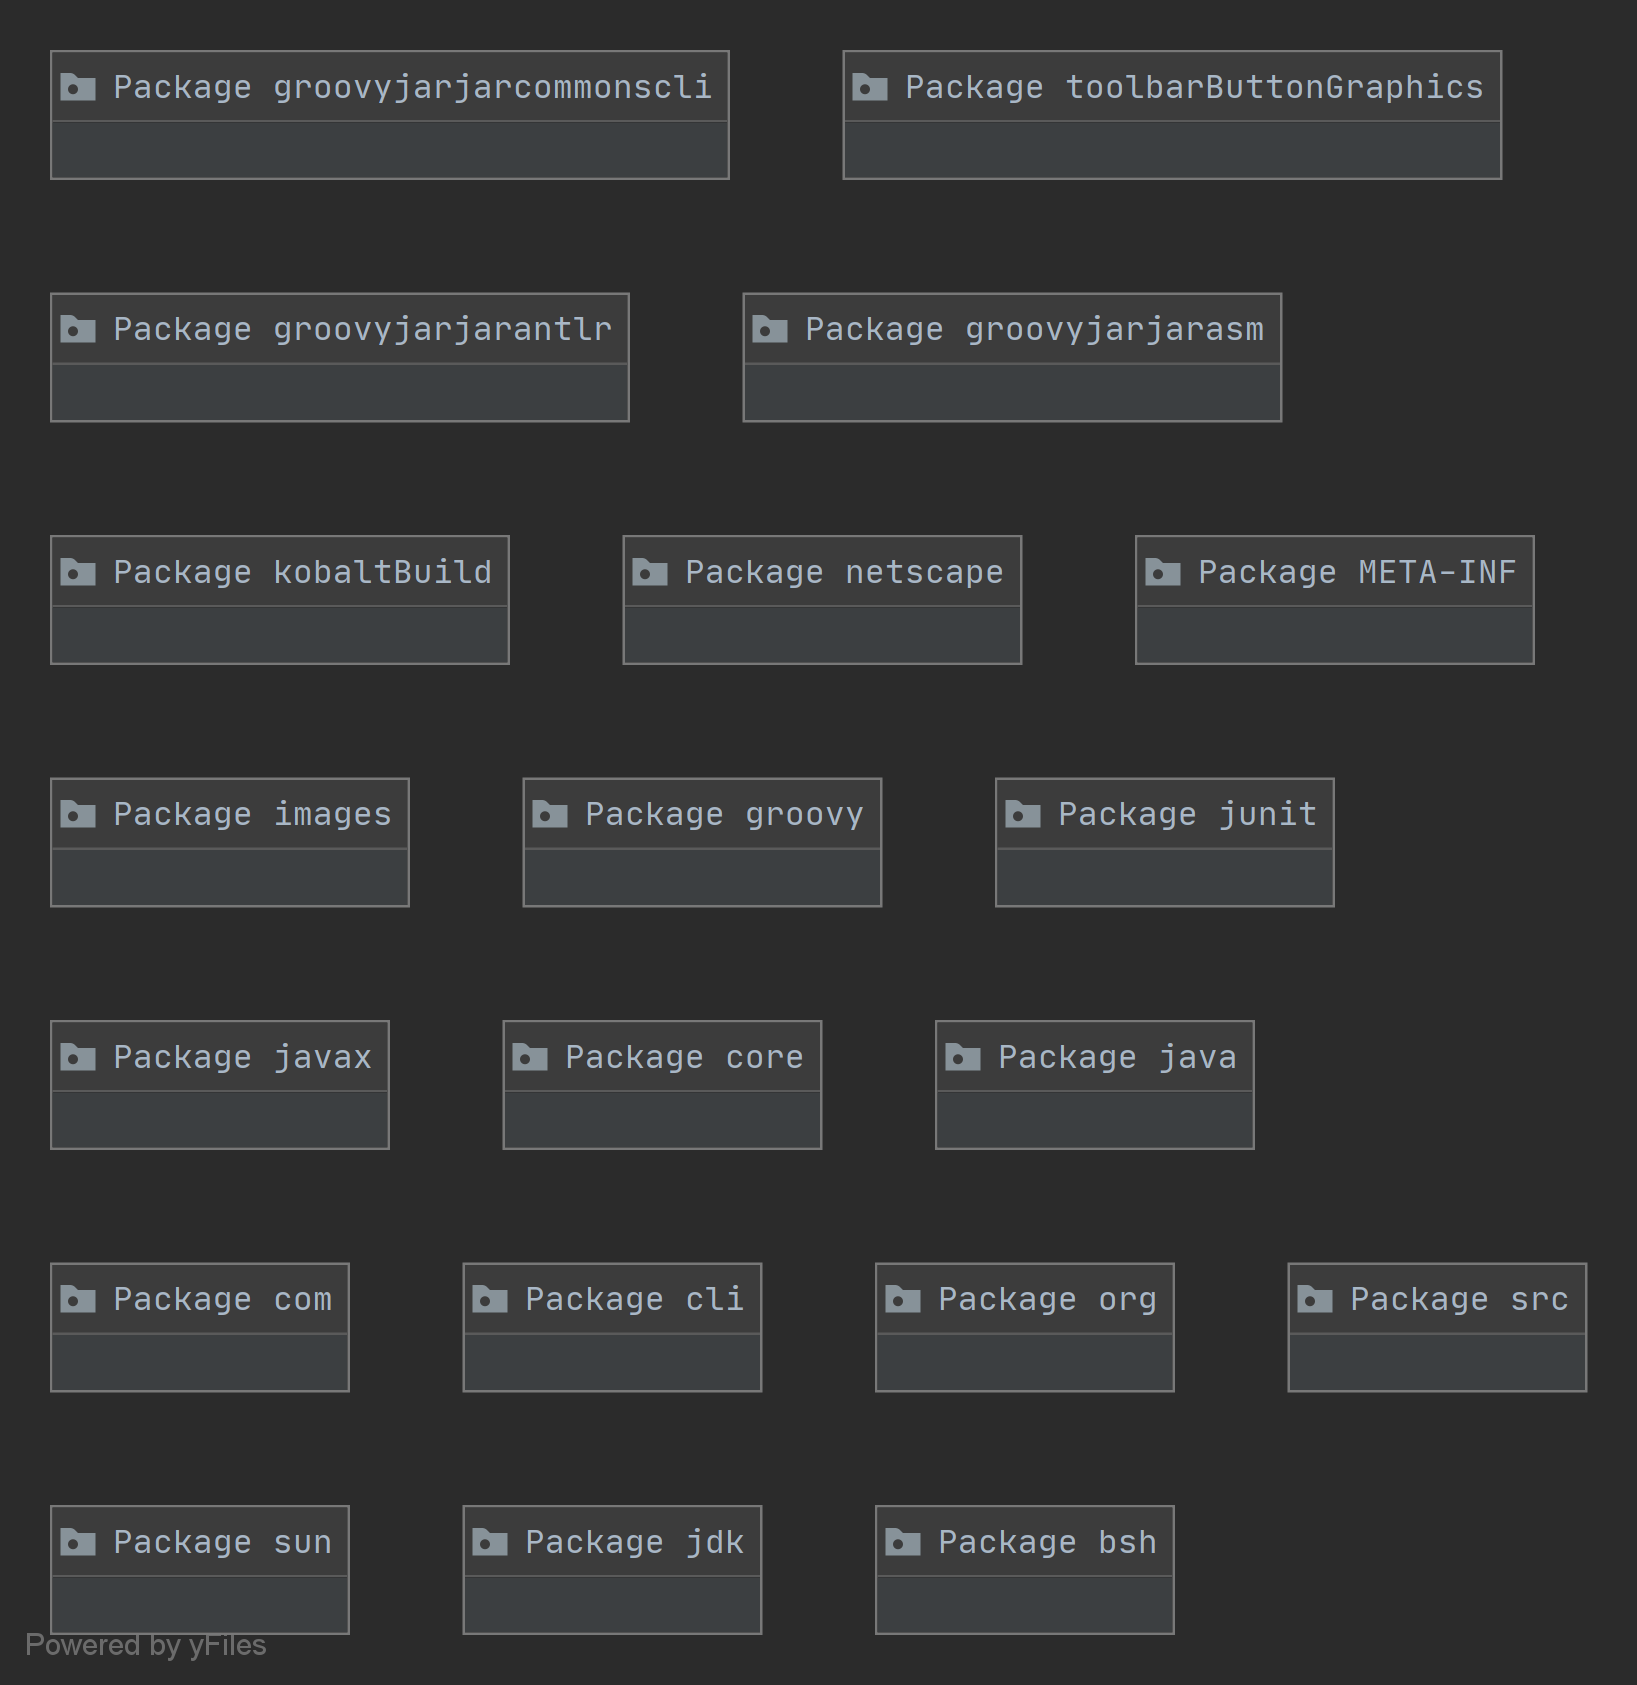 Package groovyjarjarcommonscli
Package toolbarButtonGraphics
Package groovyjarjarantlr
Package groovyjarjarasm
Package kobaltBuild
Package netscape
Package META-INF
Package images
Package groovy
Package junit
Package javax
Package core
Package java
Package com
Package cli
Package org
Package src
Package sun
Package jdk
Package bsh
Powered by yFiles